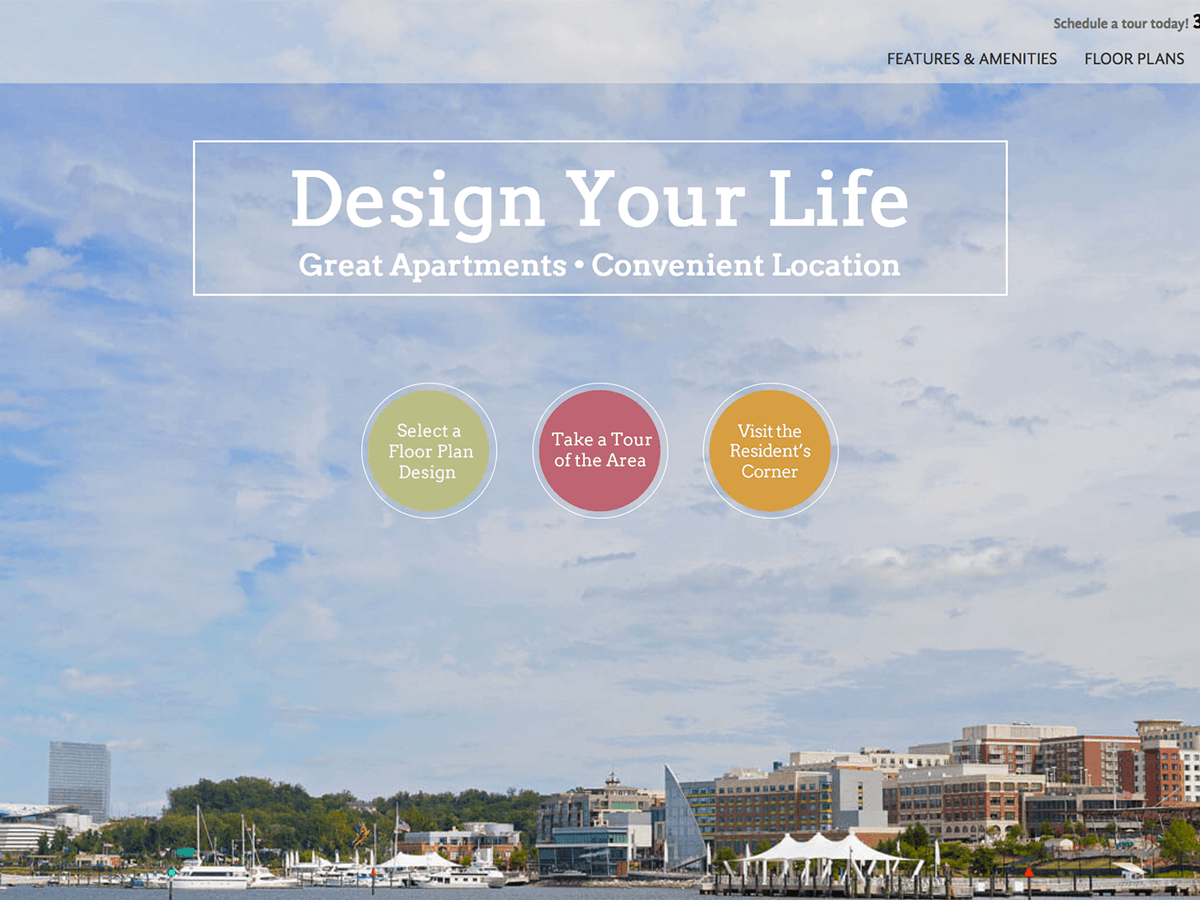 Schedule a tour today! 3
FEATURES & AMENITIES FLOOR PLANS
Design Your Life
Great Apartments • Convenient Location
Select a
Floor Plan
Design
Take a Tour
of the Area
Visit the
Resident's
Corner